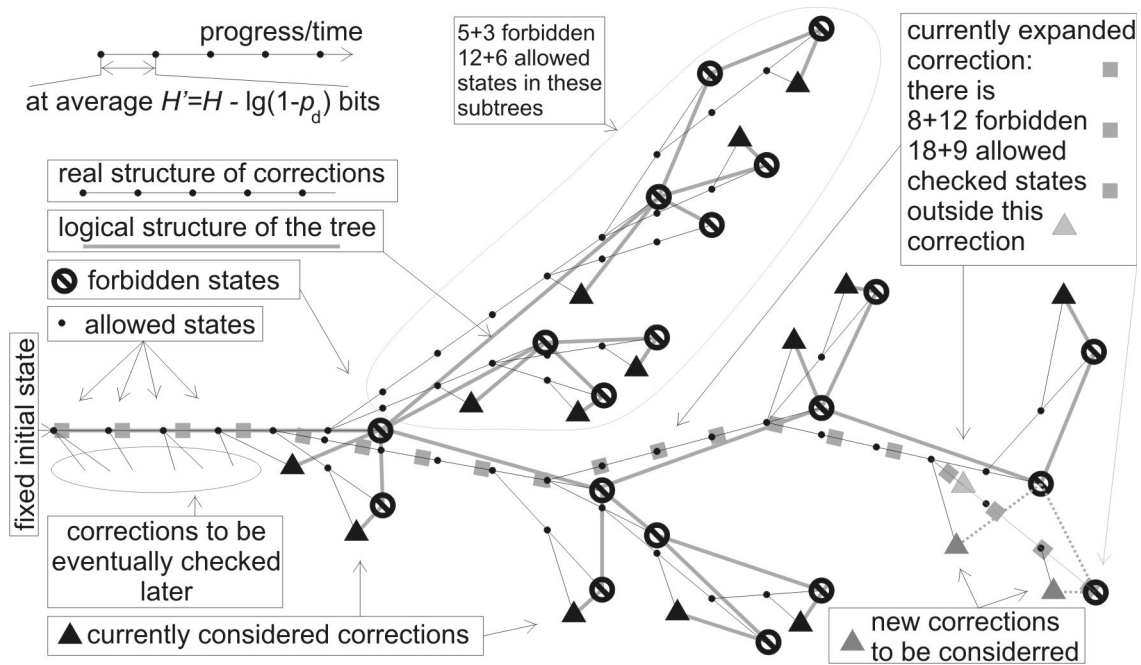 progress/time
at average H'=H - lg(1-pd) bits
real structure of corrections
logical structure of the tree
forbidden states
allowed states
fixed initial state
corrections to be
eventually checked
later
currently considered corrections
5+3 forbidden
12+6 allowed
states in these
subtrees
currently expanded
correction:
there is
8+12 forbidden
18+9 allowed
checked states
outside this
correction
new corrections
to be considerred